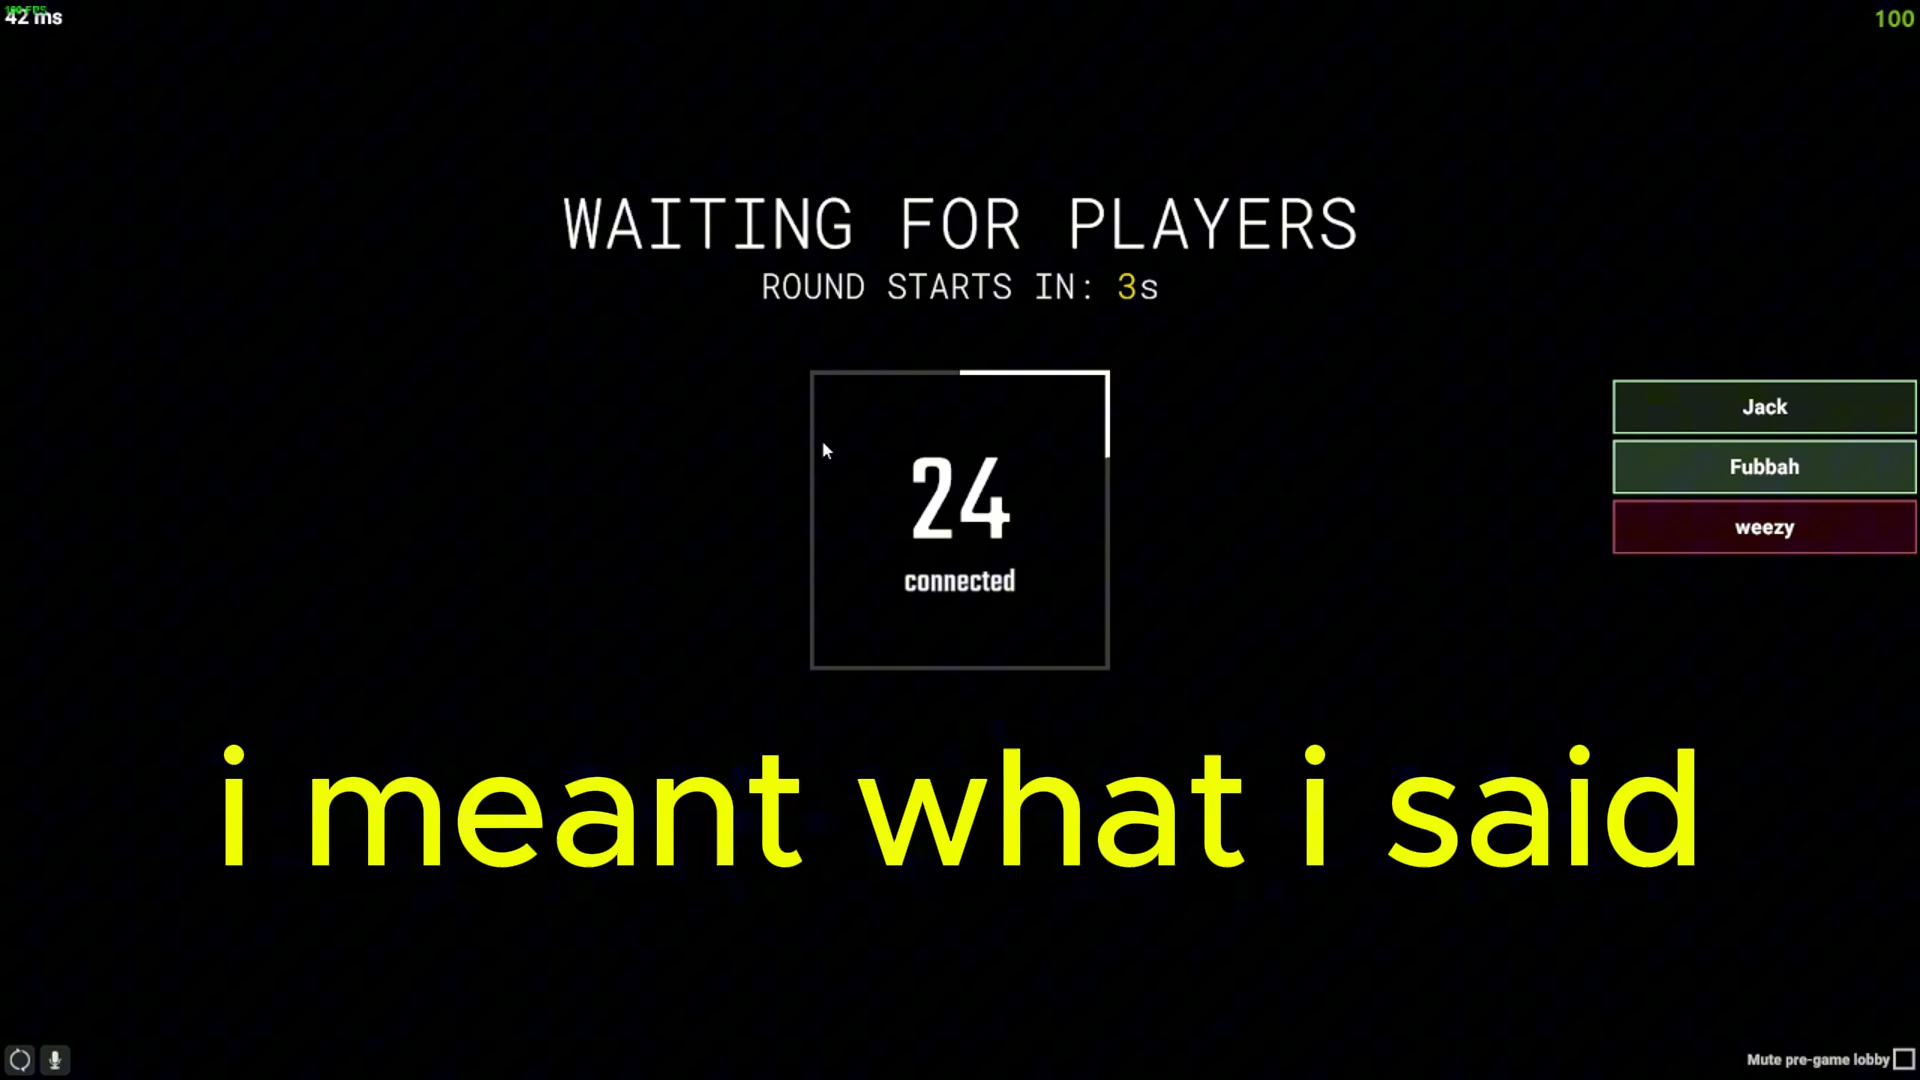 42 ms
100
WAITING FOR PLAYERS
ROUND STARTS IN: 3s
24
connected
Jack
Fubbah
weezy
i meant what i said
Mute pre-game lobby